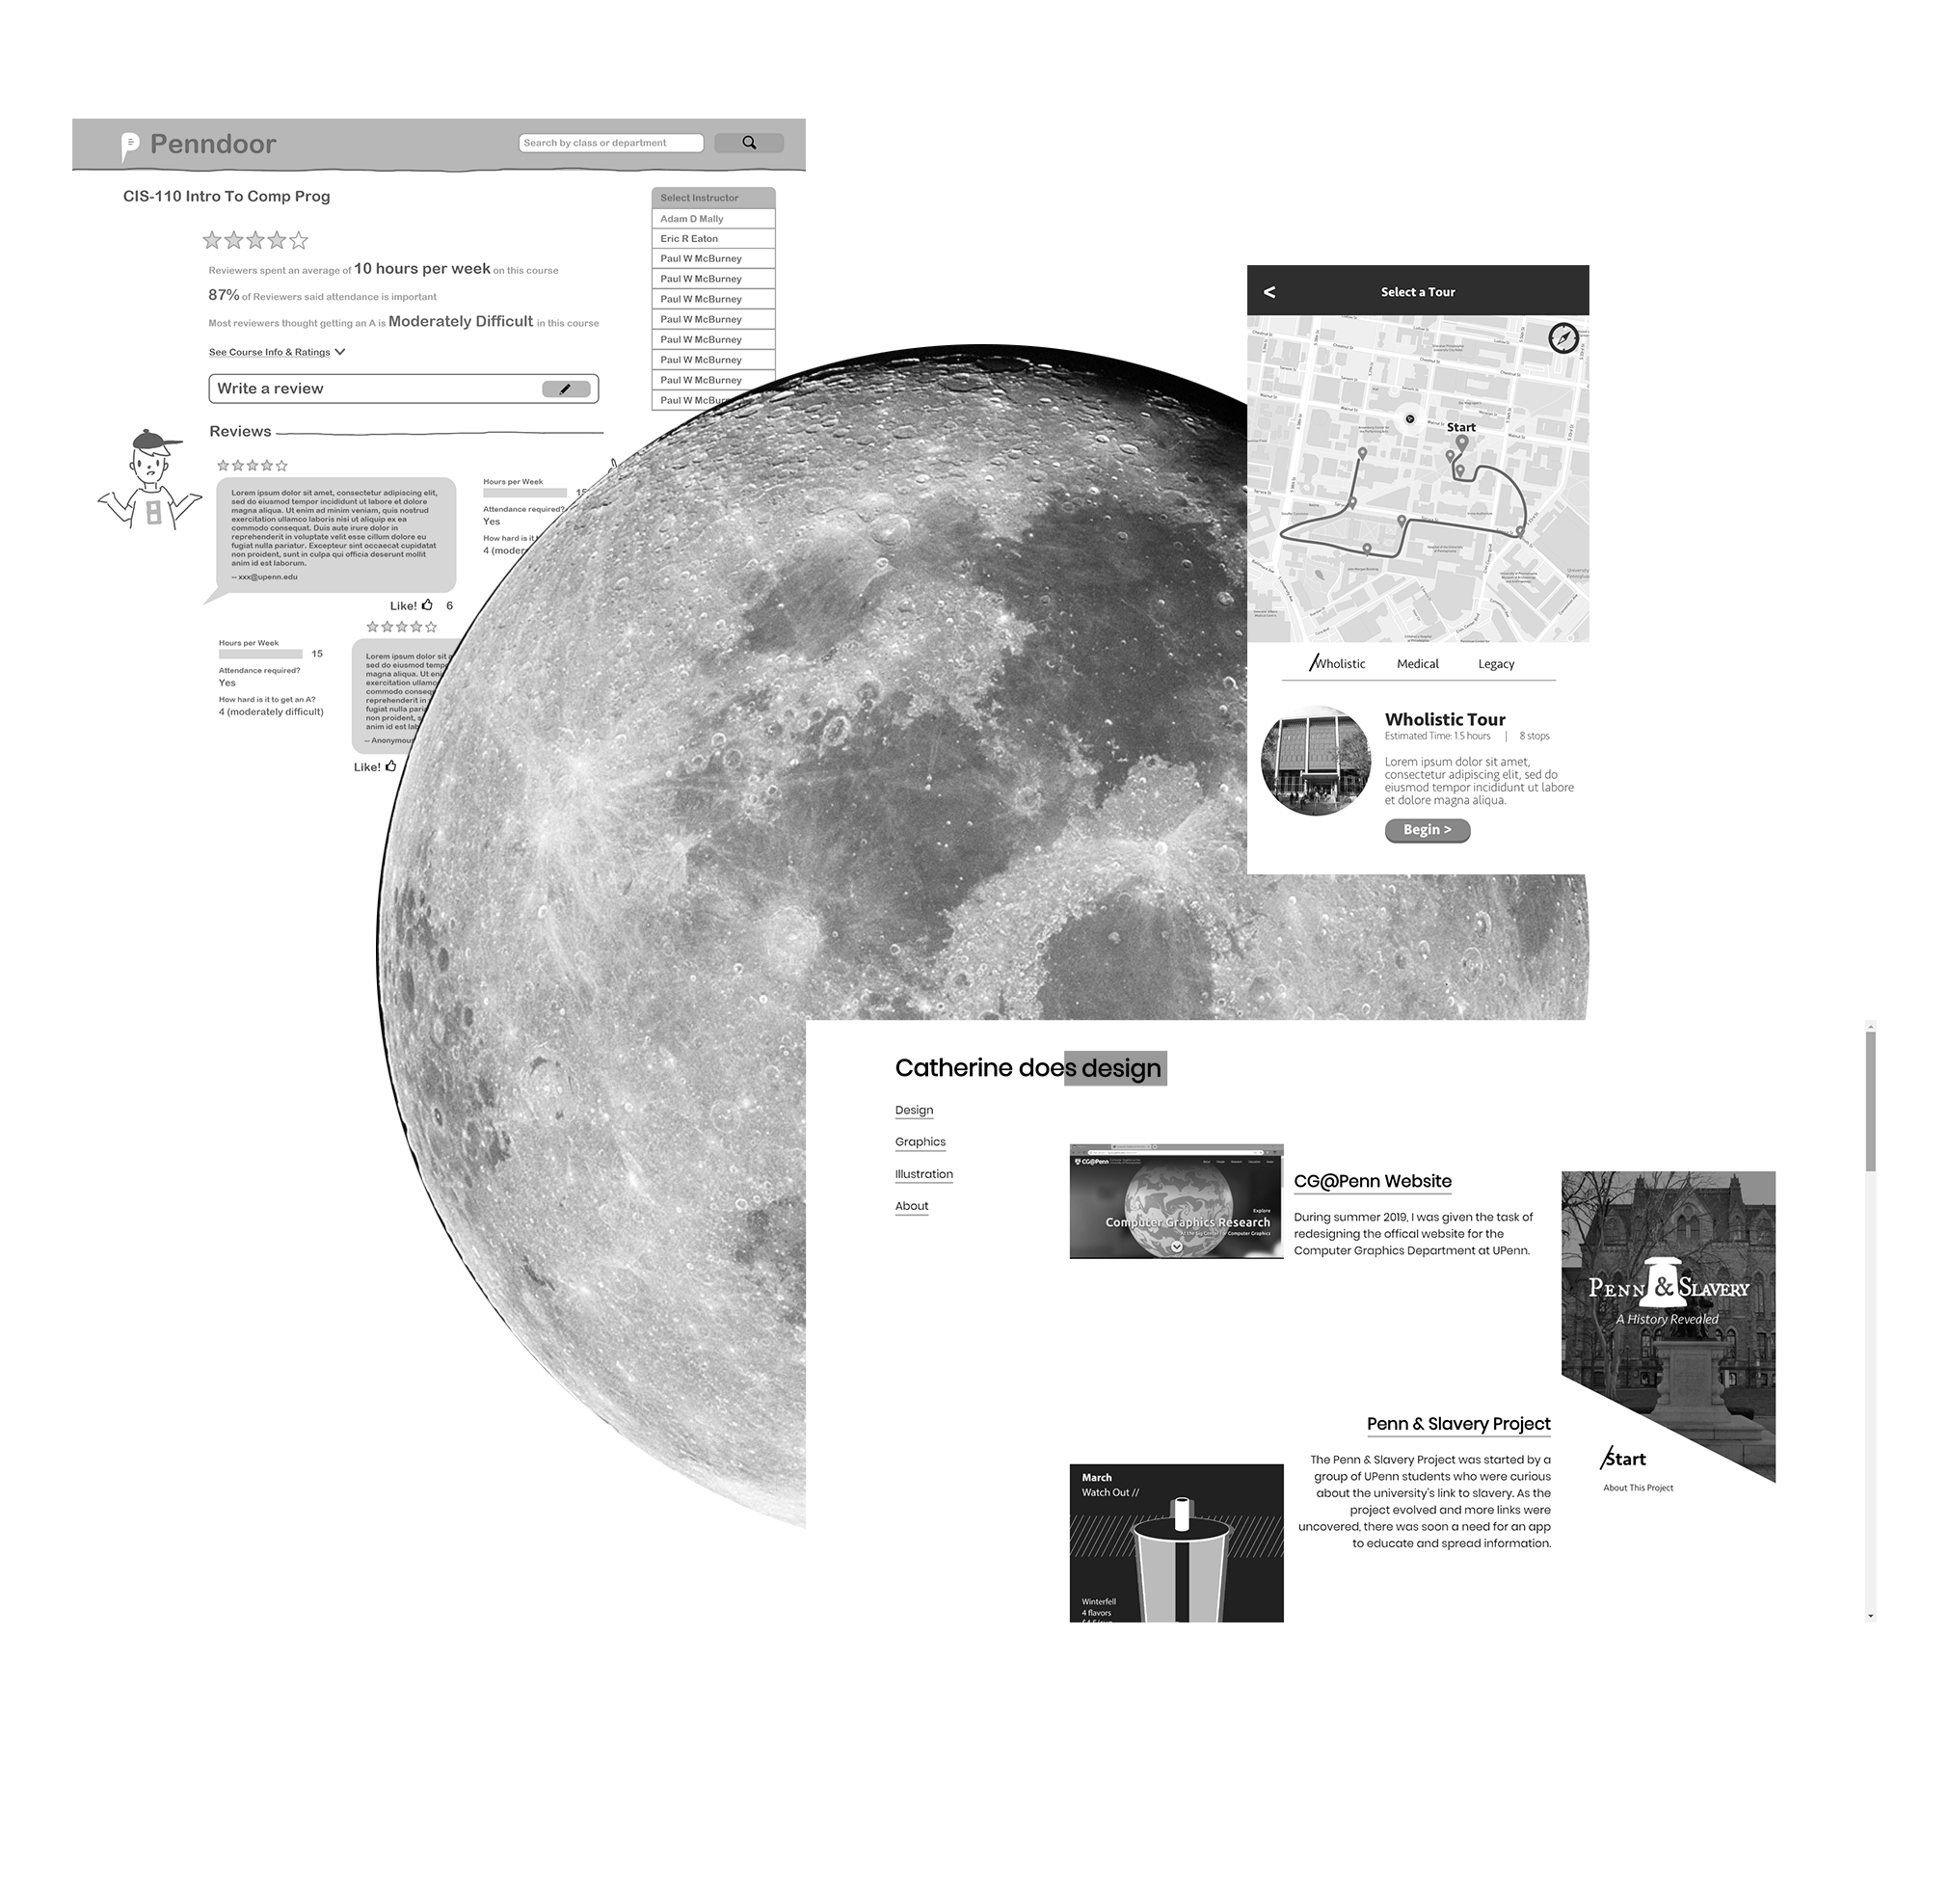 Penndoor
Search by class or department
CIS-110 Intro To Comp Prog
Reviewers spent an average of 10 hours per week on this course
87% of Reviewers said attendance is important
Most reviewers thought getting an A is Moderately Difficult in this course
See Course Info & Ratings
Write a review
Select Instructor
Adam D Mally
Eric R Eaton
Paul W McBurney
Paul W McBurney
Paul W McBurney
Paul W McBurney
Paul W McBurney
Paul W McBurney
Paul W McBurney
Paul W McBur
Reviews
Lorem ipsum dolor sit amet, consectetur adipiscing elit,
sed do eiusmod tempor incididunt ut labore et dolore
magna aliqua. Ut enim ad minim veniam, quis nostrud
exercitation ullamco laboris nisi ut aliquip ex ea
commodo consequat. Duis aute irure dolor in
reprehenderit in voluptate velit esse cillum dolore eu
fugiat nulla pariatur. Excepteur sint occaecat cupidatat
non proident, sunt in culpa qui officia deserunt mollit
anim id est laborum.
-- xxx@upenn.edu
Like! 6
Hours per Week
15
Attendance required?
Yes
How hard is it
4 (moder
Hours per Week
15
Attendance required?
Yes
How hard is it to get an A?
4 (moderately difficult)
Lorem ipsum dolor sit a
sed do eiusmod temp
magna aliqua. Ut eni
exercitation ullamc
commodo conseq
reprehenderit in
fugiat nulla pari
non proident, s
anim id est lab
-- Anonymou
Like!
< Select a Tour
Start
Wholistic Medical Legacy
Wholistic Tour
Estimated Time: 1.5 hours | 8 stops
Lorem ipsum dolor sit amet,
consectetur adipiscing elit, sed do
eiusmod tempor incididunt ut labore
et dolore magna aliqua.
Begin >
Catherine does design
Design
Graphics
Illustration
About
CG@Penn
Explore
Computer Graphics Research
At the Sig Center For Computer Graphics
CG@Penn Website
During summer 2019, I was given the task of
redesigning the offical website for the
Computer Graphics Department at UPenn.
PENN & SLAVERY
A History Revealed
Start
About This Project
Penn & Slavery Project
The Penn & Slavery Project was started by a
group of UPenn students who were curious
about the university's link to slavery. As the
project evolved and more links were
uncovered, there was soon a need for an app
to educate and spread information.
March
Watch Out //
Winterfell
4 flavors